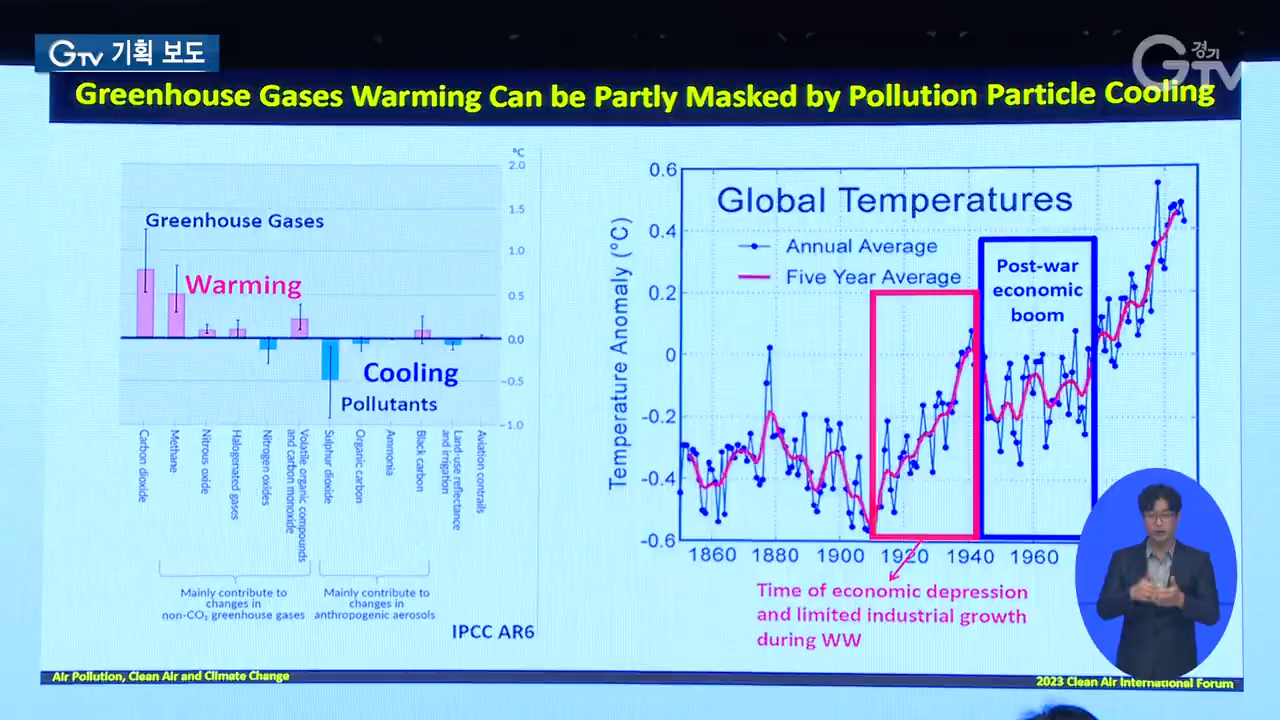 GTV 기획 보도
경기
GTV
Greenhouse Gases Warming Can be Partly Masked by Pollution Particle Cooling
°C
2.0
1.5
1.0
0.5
0.0
-0.5
-1.0
Greenhouse Gases
Warming
Cooling
Pollutants
Carbon dioxide
Methane
Nitrous oxide
Halogenated gases
Nitrogen oxides
Volatile organic compounds
and carbon monoxide
Sulphur dioxide
Organic carbon
Ammonia
Black carbon
Land-use reflectance
and irrigation
Aviation contrails
Mainly contribute to
changes in
non-CO₂ greenhouse gases
Mainly contribute to
changes in
anthropogenic aerosols
IPCC AR6
Global Temperatures
Annual Average
Five Year Average
Post-war
economic
boom
Temperature Anomaly (°C)
0.6
0.4
0.2
0
-0.2
-0.4
-0.6
1860
1880
1900
1920
1940
1960
Time of economic depression
and limited industrial growth
during WW
Air Pollution, Clean Air and Climate Change
2023 Clean Air International Forum